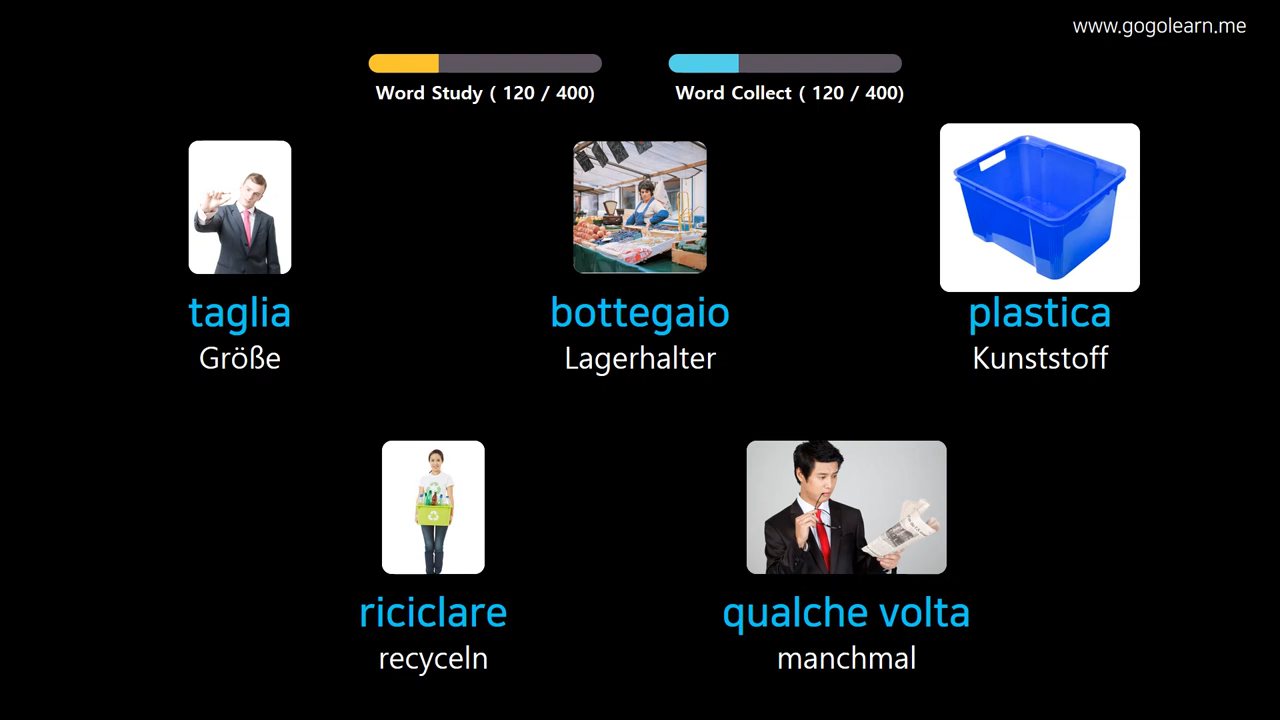 www.gogolearn.me
Word Study ( 120 / 400)
Word Collect ( 120 / 400)
taglia
Größe
bottegaio
Lagerhalter
plastica
Kunststoff
riciclare
recyceln
qualche volta
manchmal